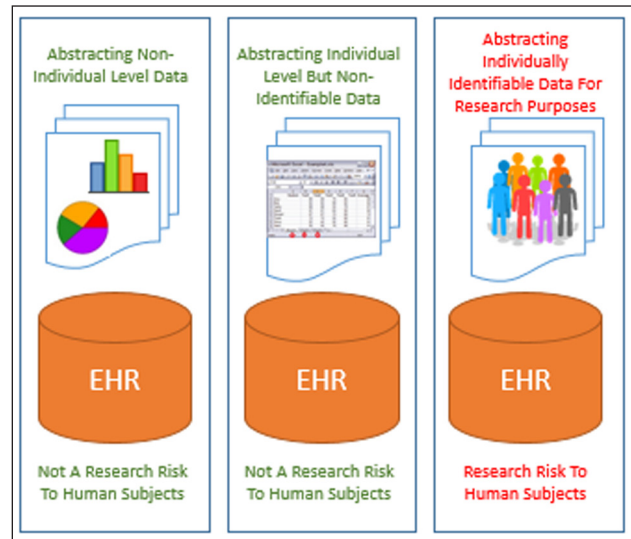 Abstracting Non-
Individual Level Data
EHR
Not A Research Risk
To Human Subjects
Abstracting Individual
Level But Non-
Identifiable Data
EHR
Not A Research Risk
To Human Subjects
Abstracting
Individually
Identifiable Data For
Research Purposes
EHR
Research Risk To
Human Subjects